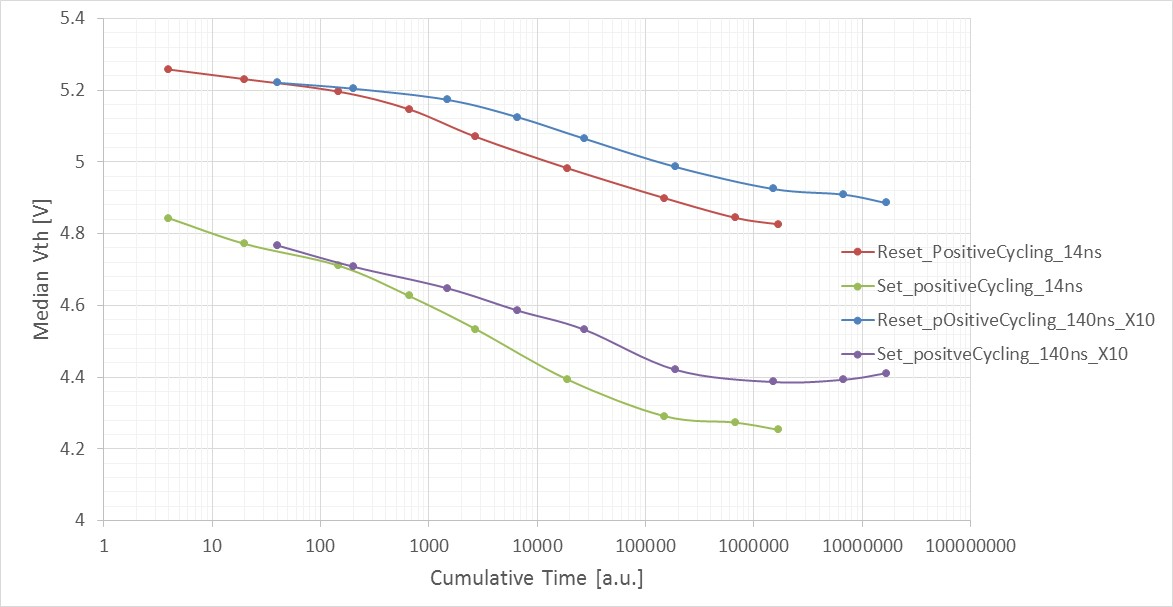 5.4
5.2
5
4.8
4.6
4.4
4.2
4
Median Vth [V]
1 10 100 1000 10000 100000 1000000 10000000 100000000
Cumulative Time [a.u.]
Reset_PositiveCycling_14ns
Set_positiveCycling_14ns
Reset_pOsitiveCycling_140ns_X10
Set_positveCycling_140ns_X10